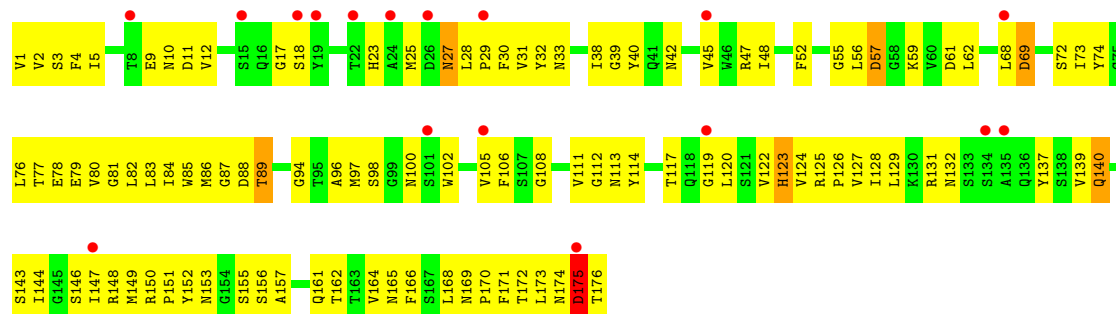 V1 V2 S3 F4 I5 T8 E9 N10 D11 V12 S15 Q16 G17 S18 Y19 T22 H23 A24 M25 D26 N27 L28 P29 F30 V31 Y32 N33 I38 G39 Y40 Q41 N42 V45 W46 R47 I48 F52 G55 L56 D57 G58 K59 V60 D61 L62 L68 D69 S72 I73 Y74
L76 T77 E78 E79 V80 G81 L82 L83 I84 W85 M86 G87 D88 T89 G94 T95 A96 M97 S98 G99 N100 S101 W102 V105 F106 S107 G108 V111 G112 N113 Y114 T117 Q118 G119 L120 S121 V122 H123 V124 R125 P126 V127 I128 L129 K130 R131 N132 S133 S134 A135 Q136 Y137 S138 V139 Q140
S143 I144 G145 S146 I147 R148 M149 R150 P151 Y152 N153 G154 S155 S156 A157 Q161 T162 T163 V164 N165 F166 S167 L168 N169 P170 F171 T172 L173 N174 D175 T176